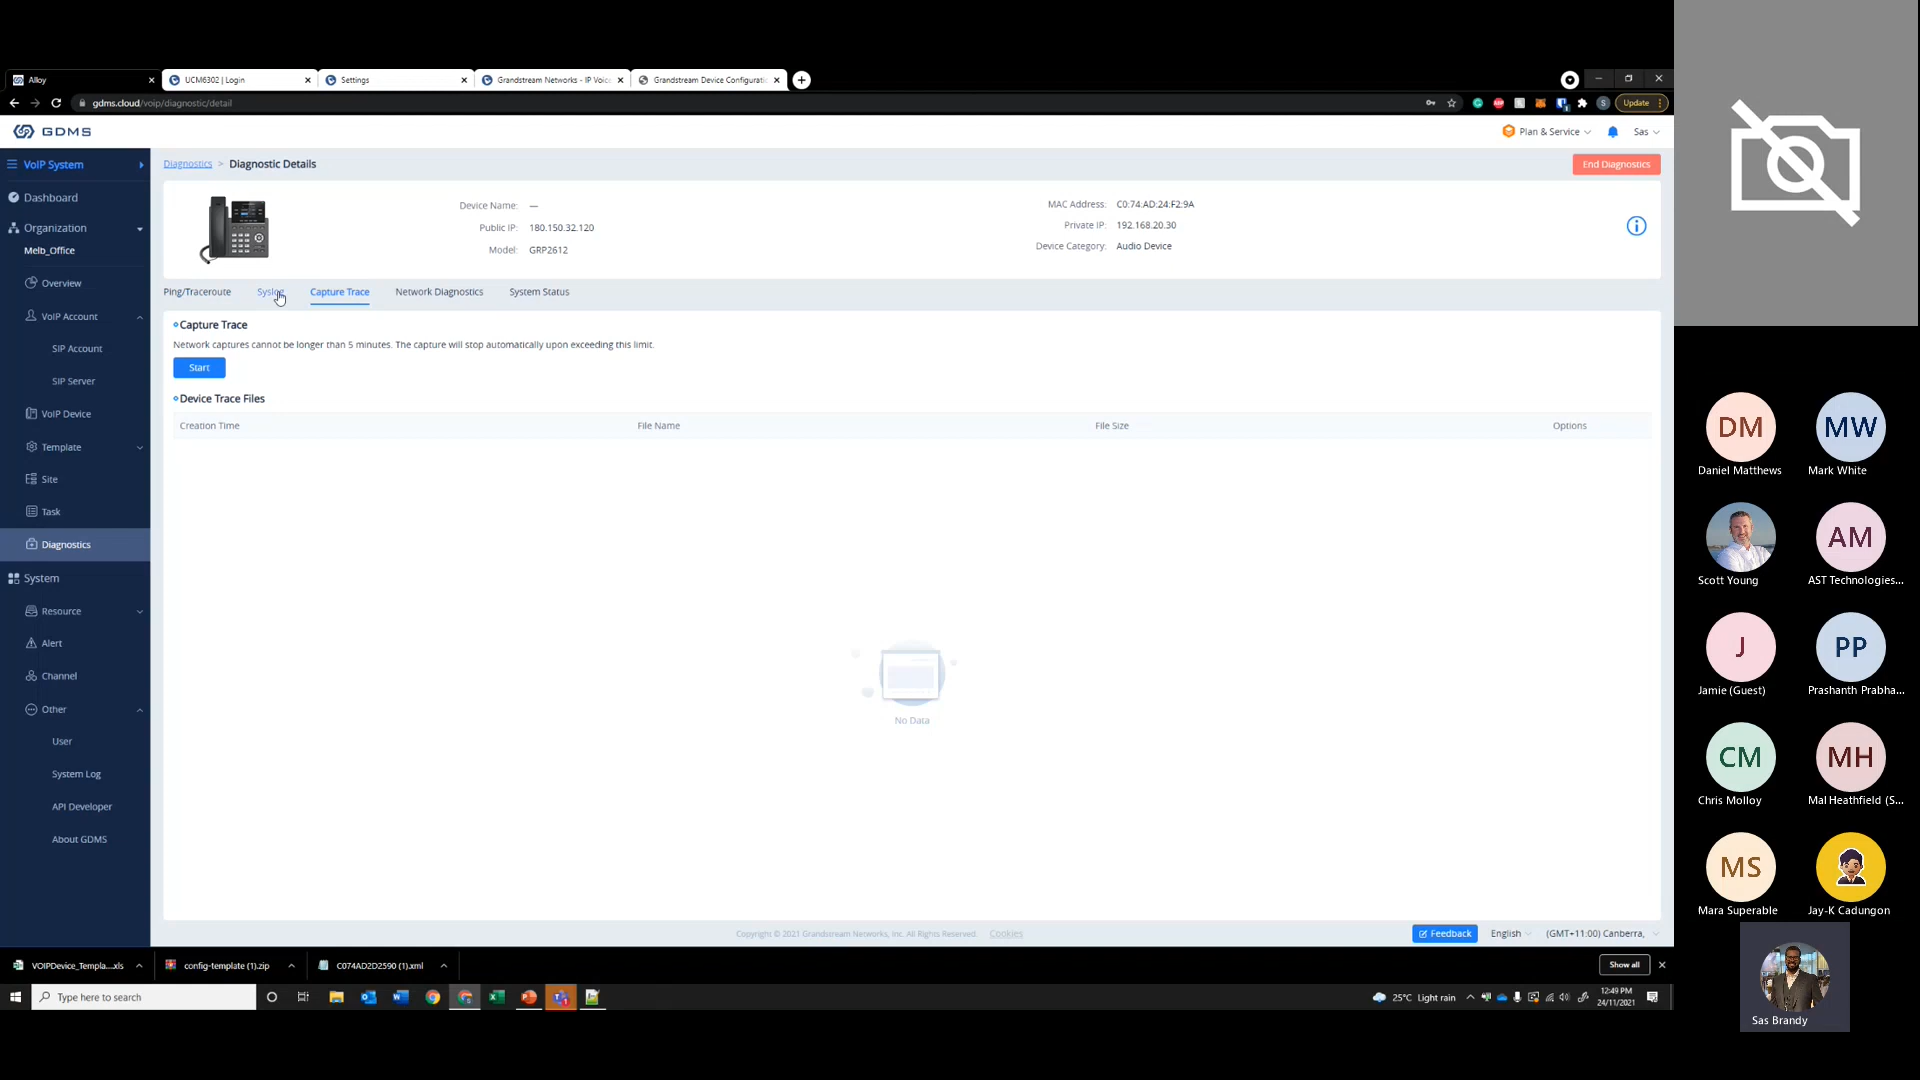 Alloy
UCM6302 | Login
Settings
Grandstream Networks - IP Voice
Grandstream Device Configuratic
gdms.cloud/voip/diagnostic/detail
Update
GDMS
Plan & Service
Sas
VoIP System
Diagnostics > Diagnostic Details
End Diagnostics
Dashboard
Organization
Melb_Office
Overview
VoIP Account
SIP Account
SIP Server
VoIP Device
Template
Site
Task
Diagnostics
System
Resource
Alert
Channel
Other
User
System Log
API Developer
About GDMS
Device Name: —
Public IP: 180.150.32.120
Model: GRP2612
MAC Address: C0:74:AD:24:F2:9A
Private IP: 192.168.20.30
Device Category: Audio Device
Ping/Traceroute Syslog Capture Trace Network Diagnostics System Status
Capture Trace
Network captures cannot be longer than 5 minutes. The capture will stop automatically upon exceeding this limit.
Start
Device Trace Files
Creation Time File Name File Size Options
No Data
Copyright © 2021 Grandstream Networks, Inc. All Rights Reserved. Cookies
Feedback
English
(GMT+11:00) Canberra,
VOIPDevice_Templa....xls
config-template (1).zip
C074AD2D2590 (1).xml
Show all
Type here to search
25°C Light rain
12:49 PM
24/11/2021
DM
Daniel Matthews
MW
Mark White
Scott Young
AM
AST Technologies...
J
Jamie (Guest)
PP
Prashanth Prabha...
CM
Chris Molloy
MH
Mal Heathfield (S...
MS
Mara Superable
Jay-K Cadungon
Sas Brandy